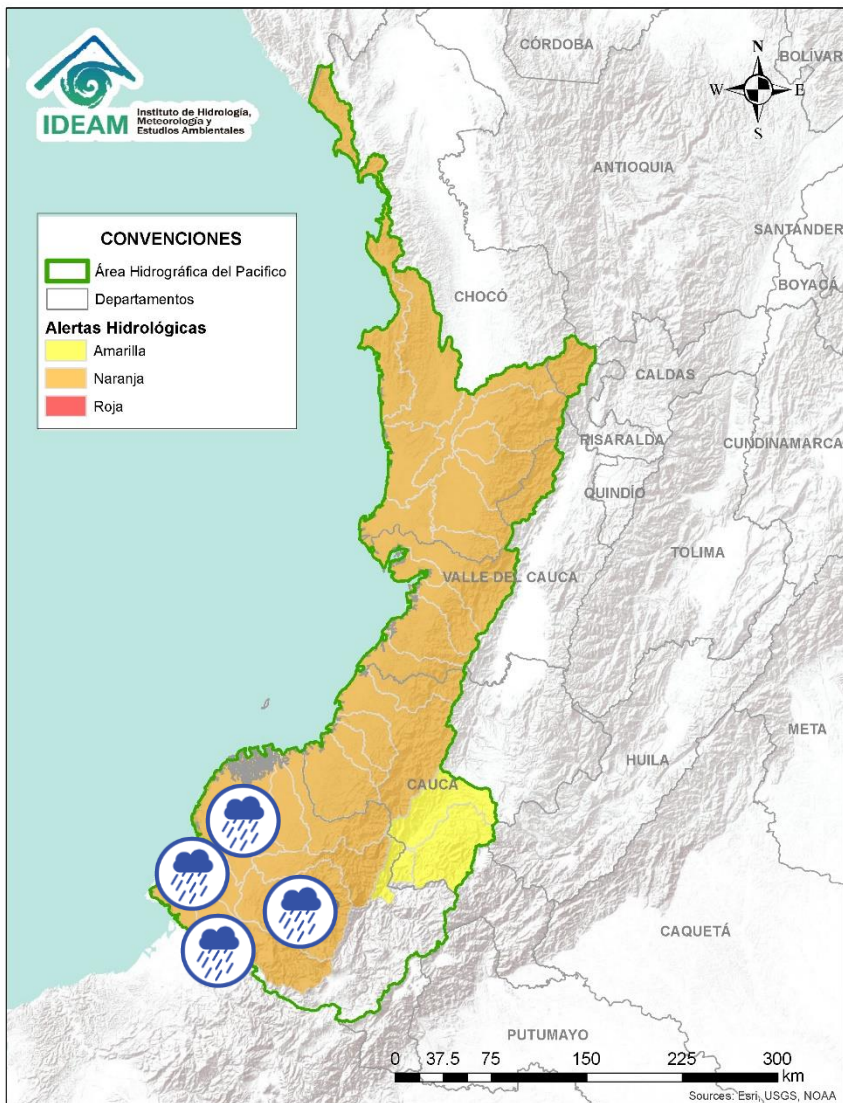 IDEAM
Instituto de Hidrología,
Meteorología y
Estudios Ambientales
N
W
E
S
CÓRDOBA
BOLÍVAR
ANTIOQUIA
SANTANDER
BOYACÁ
CHOCÓ
CALDAS
RISARALDA
CUNDINAMARCA
QUINDÍO
TOLIMA
VALLE DEL CAUCA
META
HUILA
CAUCA
CAQUETÁ
PUTUMAYO
CONVENCIONES
Área Hidrográfica del Pacifico
Departamentos
Alertas Hidrológicas
Amarilla
Naranja
Roja
0 37.5 75 150 225 300
km
Sources: Esri, USGS, NOAA